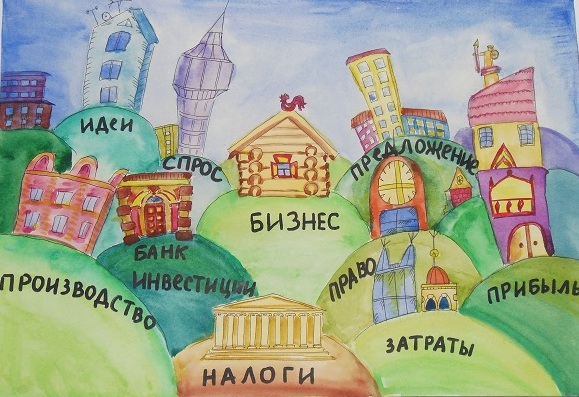 ИДЕИ
СПРОС
ПРЕДЛОЖЕНИЕ
БИЗНЕС
БАНК
ИНВЕСТИЦИИ
ПРАВО
ПРОИЗВОДСТВО
ПРИБЫЛЬ
ЗАТРАТЫ
НАЛОГИ